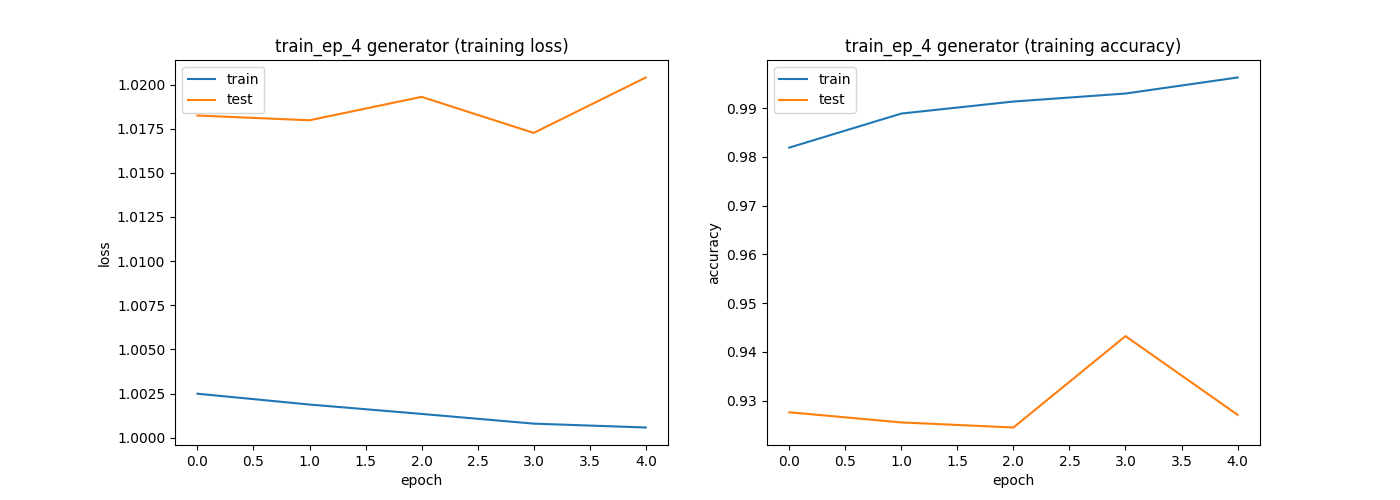 train_ep_4 generator (training loss)
train
test
1.0200
1.0175
1.0150
1.0125
1.0100
1.0075
1.0050
1.0025
1.0000
loss
0.0 0.5 1.0 1.5 2.0 2.5 3.0 3.5 4.0
epoch
train_ep_4 generator (training accuracy)
train
test
0.99
0.98
0.97
0.96
0.95
0.94
0.93
accuracy
0.0 0.5 1.0 1.5 2.0 2.5 3.0 3.5 4.0
epoch